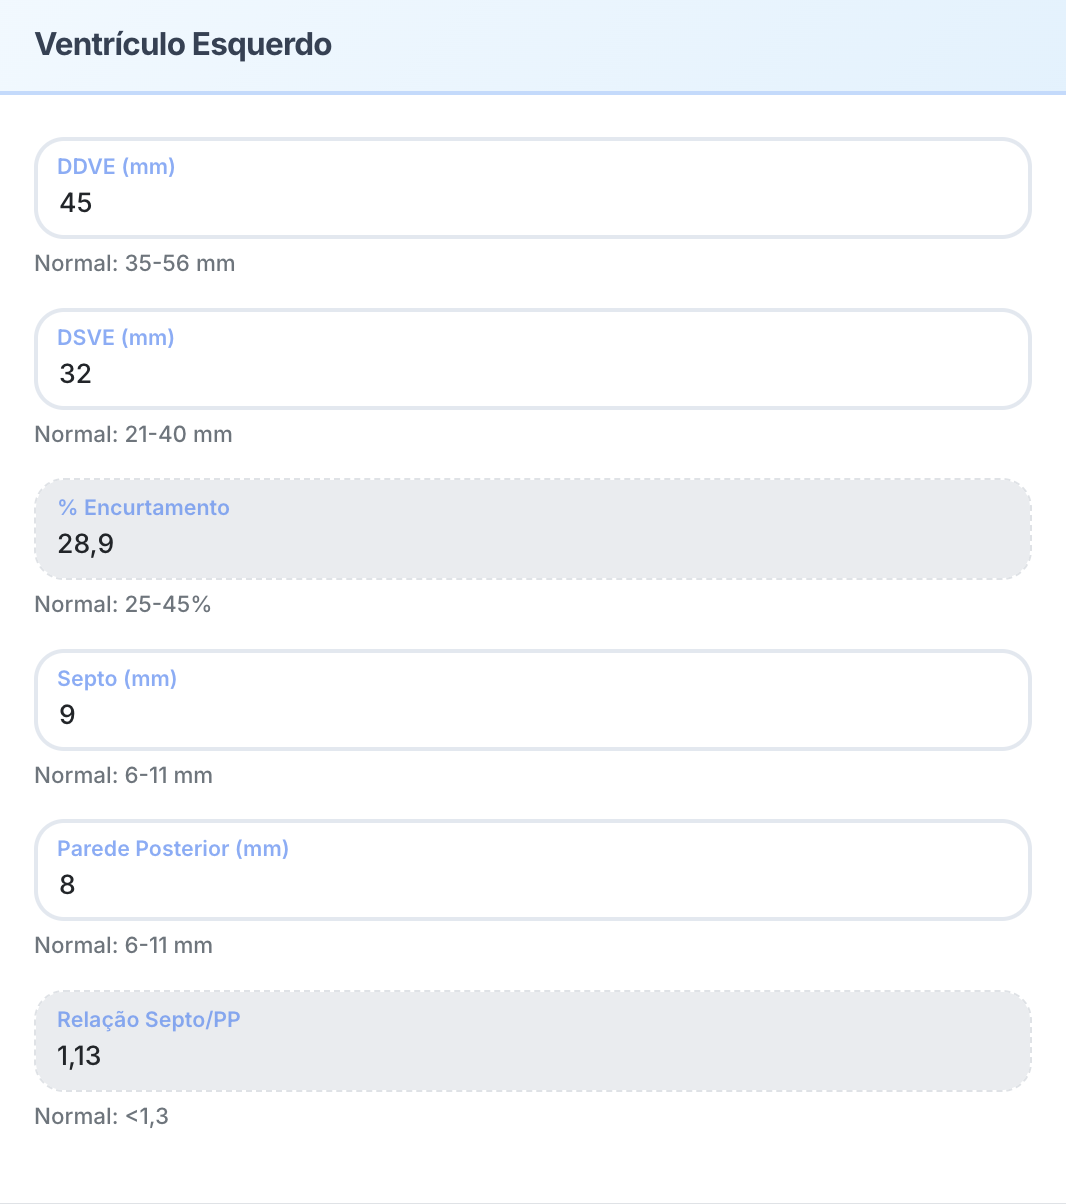 Ventrículo Esquerdo
DDVE (mm)
45
Normal: 35-56 mm
DSVE (mm)
32
Normal: 21-40 mm
% Encurtamento
28,9
Normal: 25-45%
Septo (mm)
9
Normal: 6-11 mm
Parede Posterior (mm)
8
Normal: 6-11 mm
Relação Septo/PP
1,13
Normal: <1,3